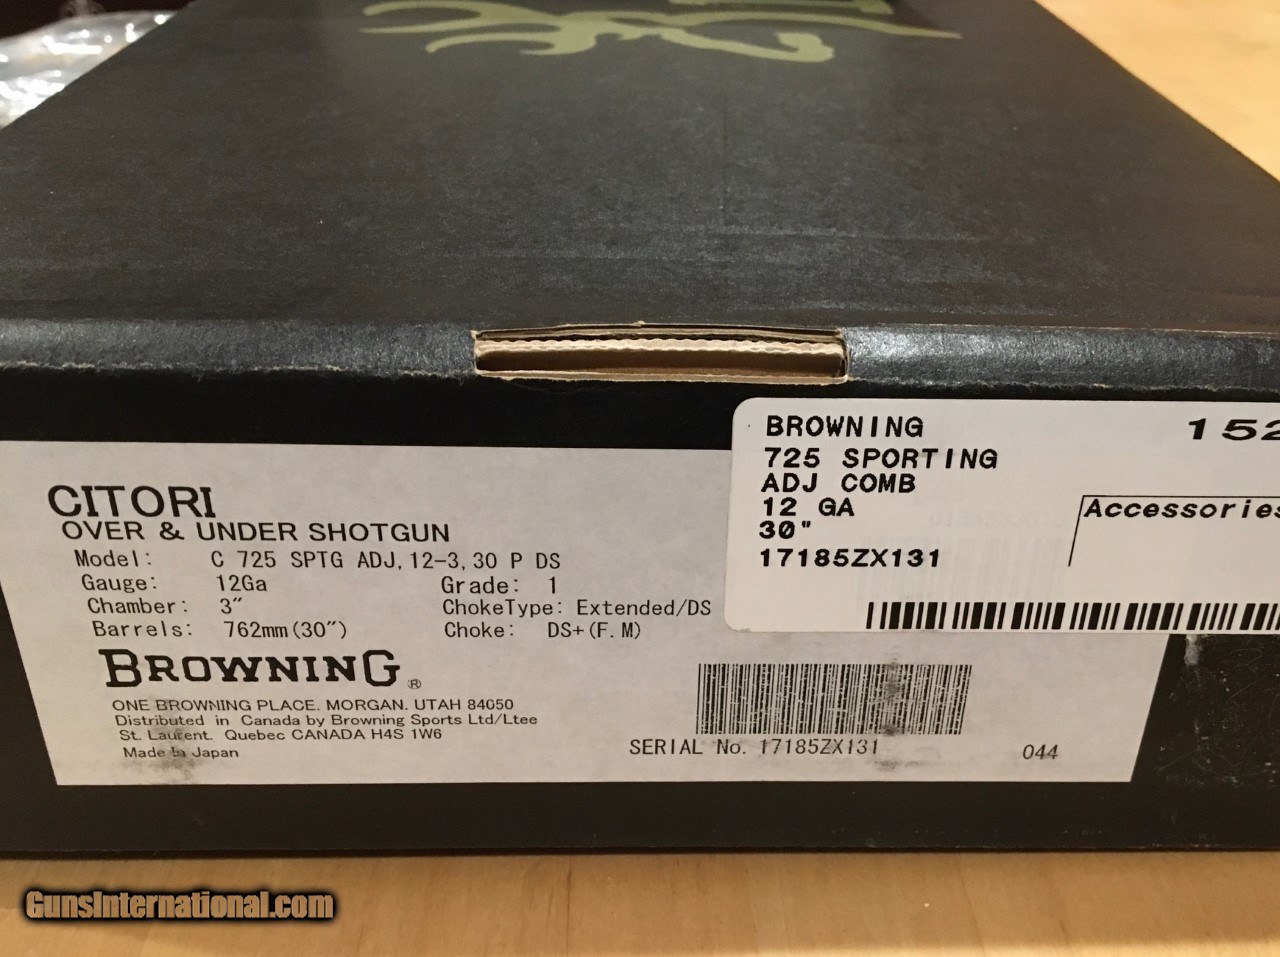 CITORI
OVER & UNDER SHOTGUN
Model: C 725 SPTG ADJ, 12-3, 30 P DS
Gauge: 12Ga Grade: 1
Chamber: 3" ChokeType: Extended/DS
Barrels: 762mm(30") Choke: DS+(F.M)
BROWNING®
ONE BROWNING PLACE. MORGAN. UTAH 84050
Distributed in Canada by Browning Sports Ltd/Ltee
St. Laurent. Quebec CANADA H4S 1W6
Made in Japan
SERIAL No. 17185ZX131
044
BROWNING 152
725 SPORTING
ADJ COMB
12 GA
30"
17185ZX131
Accessories
GunsInternational.com